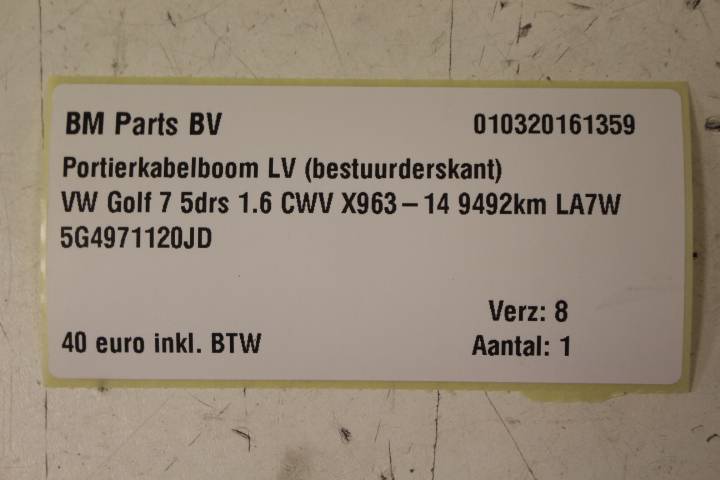 BM Parts BV 010320161359
Portierkabelboom LV (bestuurderskant)
VW Golf 7 5drs 1.6 CWV X963 – 14 9492km LA7W
5G4971120JD
Verz: 8
40 euro inkl. BTW Aantal: 1